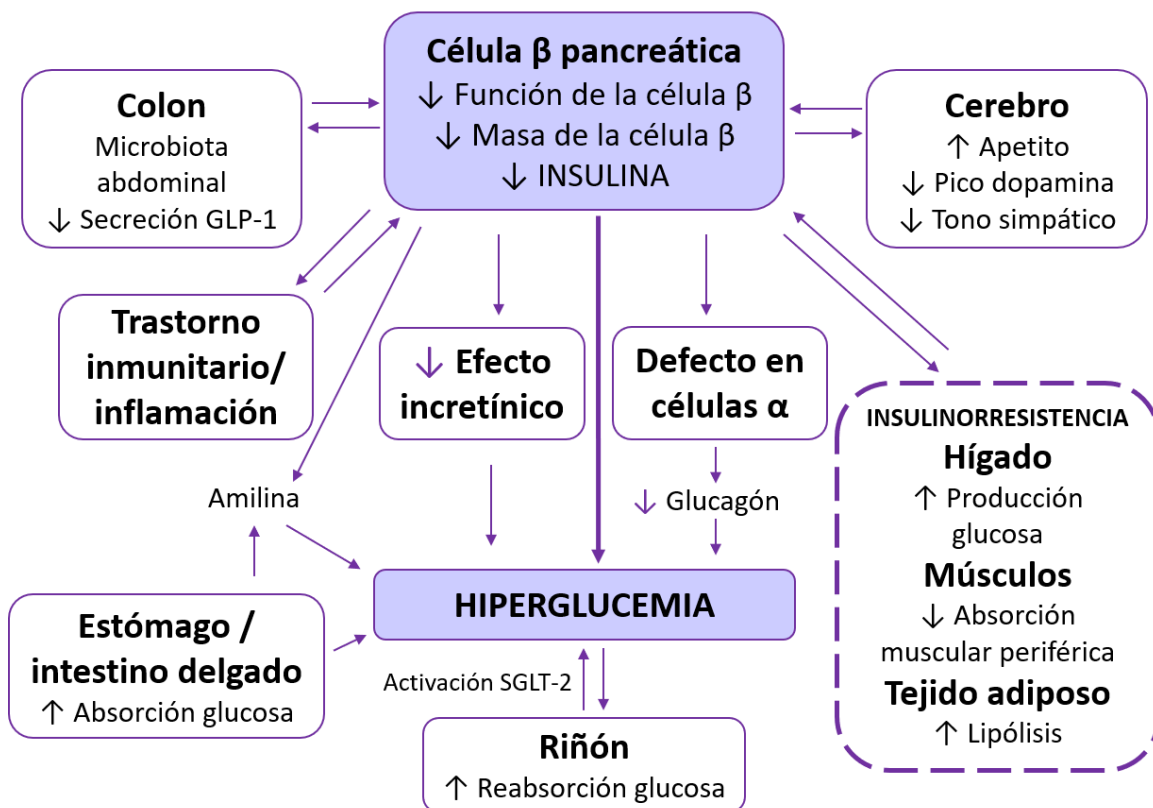 Célula β pancreática
↓ Función de la célula β
↓ Masa de la célula β
↓ INSULINA
Colon
Microbiota
abdominal
↓ Secreción GLP-1
Cerebro
↑ Apetito
↓ Pico dopamina
↓ Tono simpático
Trastorno
inmunitario/
inflamación
↓ Efecto
incretínico
Defecto en
células α
↓ Glucagón
Amilina
INSULINORRESISTENCIA
Hígado
↑ Producción
glucosa
Músculos
↓ Absorción
muscular periférica
Tejido adiposo
↑ Lipólisis
HIPERGLUCEMIA
Estómago /
intestino delgado
↑ Absorción glucosa
Activación SGLT-2
Riñón
↑ Reabsorción glucosa